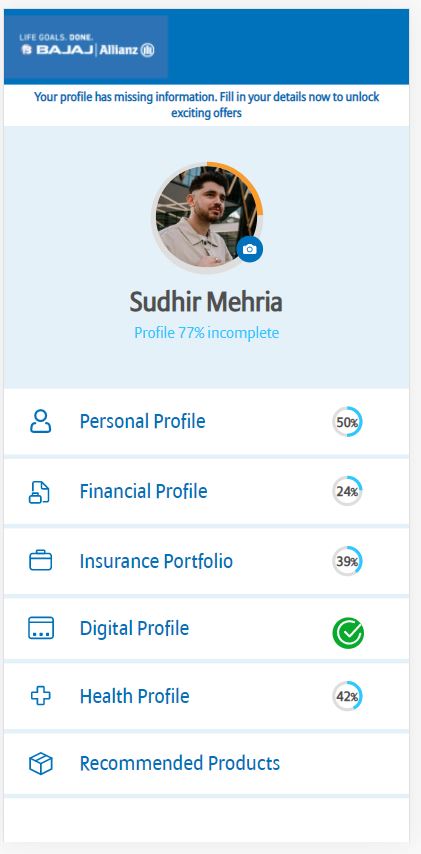 LIFE GOALS. DONE.
BAJAJ | Allianz
Your profile has missing information. Fill in your details now to unlock
exciting offers
Sudhir Mehria
Profile 77% incomplete
Personal Profile 50%
Financial Profile 24%
Insurance Portfolio 39%
Digital Profile
Health Profile 42%
Recommended Products